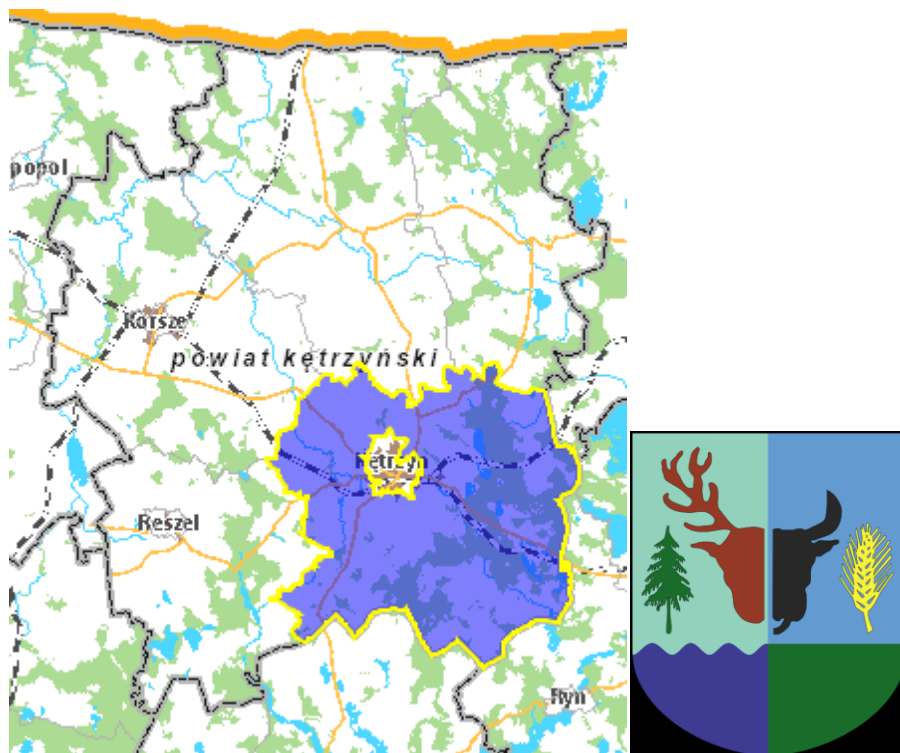 popol
Korsze
powiat kętrzyński
Kętrzyn
Reszel
Ryn